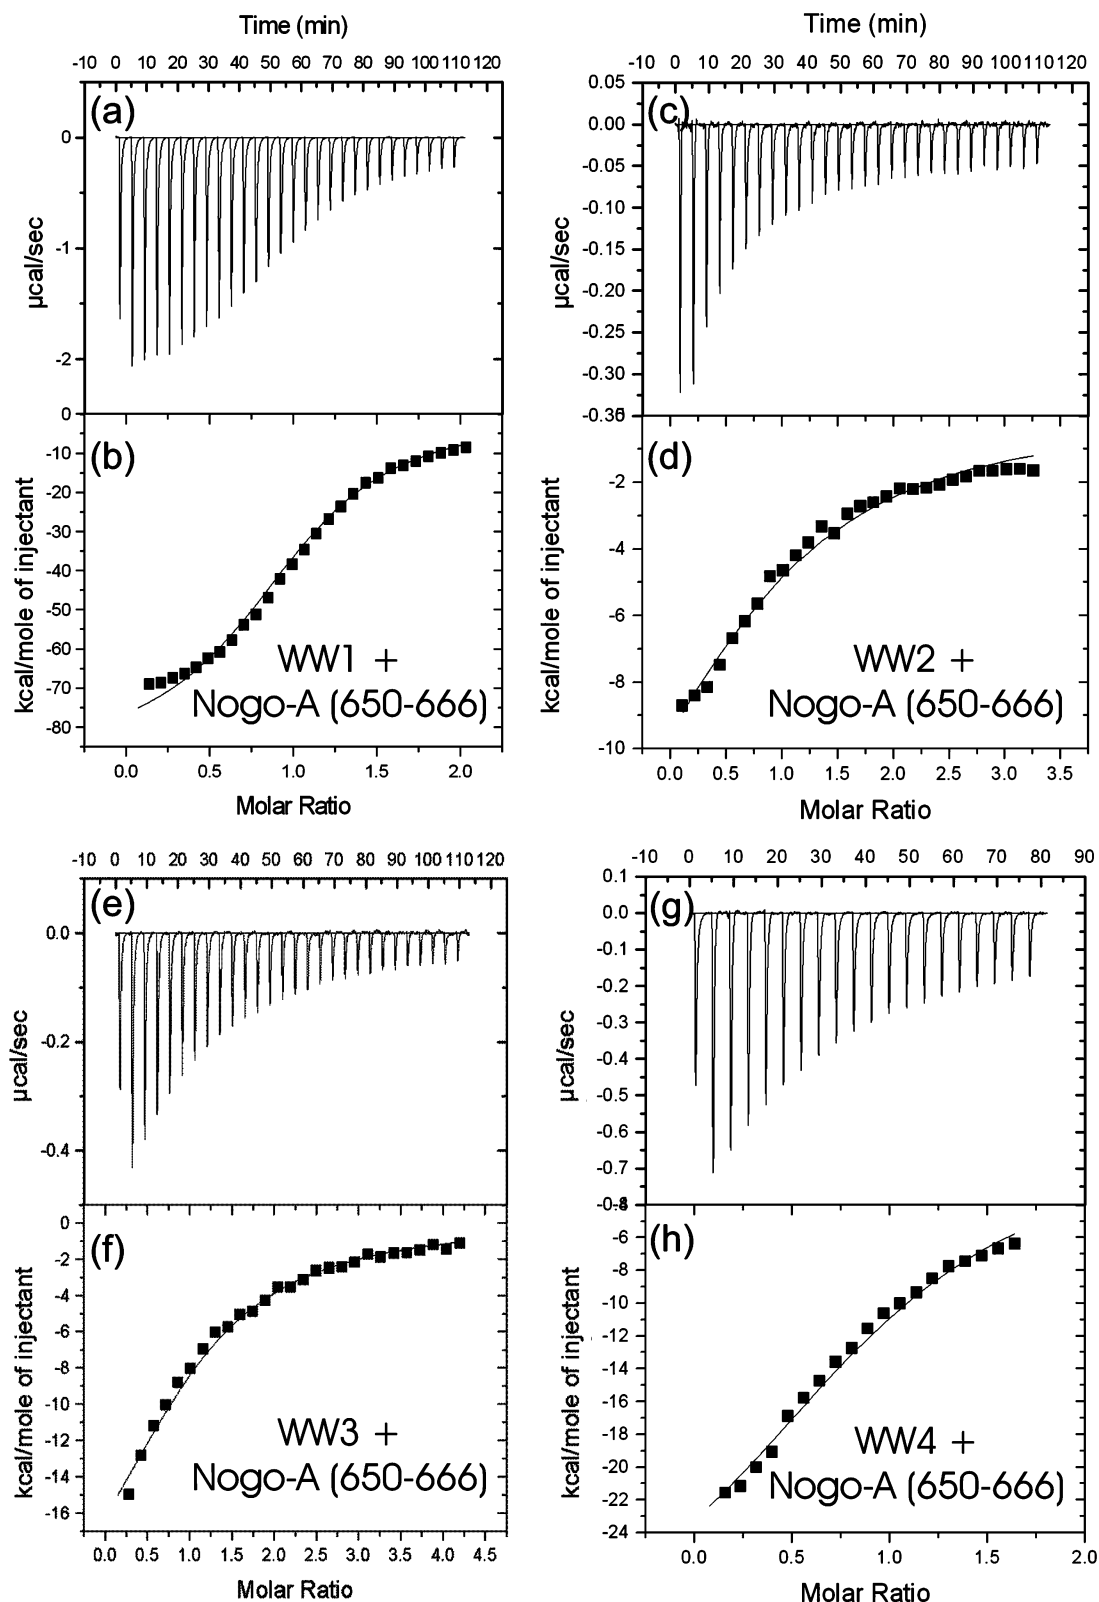 Time (min)
-10 0 10 20 30 40 50 60 70 80 90 100 110 120
(a)
0
-1
-2
µcal/sec
0
-10
-20
-30
-40
-50
-60
-70
-80
kcal/mole of injectant
(b)
WW1 +
Nogo-A (650-666)
0.0 0.5 1.0 1.5 2.0
Molar Ratio
Time (min)
-10 0 10 20 30 40 50 60 70 80 90 100 110 120
(c)
0.05
0.00
-0.05
-0.10
-0.15
-0.20
-0.25
-0.30
µcal/sec
(d)
-2
-4
-6
-8
-10
kcal/mole of injectant
WW2 +
Nogo-A (650-666)
0.0 0.5 1.0 1.5 2.0 2.5 3.0 3.5
Molar Ratio
-10 0 10 20 30 40 50 60 70 80 90 100 110 120
(e)
0.0
-0.2
-0.4
µcal/sec
(f)
0
-2
-4
-6
-8
-10
-12
-14
-16
kcal/mole of injectant
WW3 +
Nogo-A (650-666)
0.0 0.5 1.0 1.5 2.0 2.5 3.0 3.5 4.0 4.5
Molar Ratio
-10 0 10 20 30 40 50 60 70 80 90
(g)
0.1
0.0
-0.1
-0.2
-0.3
-0.4
-0.5
-0.6
-0.7
µcal/sec
(h)
-6
-8
-10
-12
-14
-16
-18
-20
-22
-24
kcal/mole of injectant
WW4 +
Nogo-A (650-666)
0.0 0.5 1.0 1.5 2.0
Molar Ratio